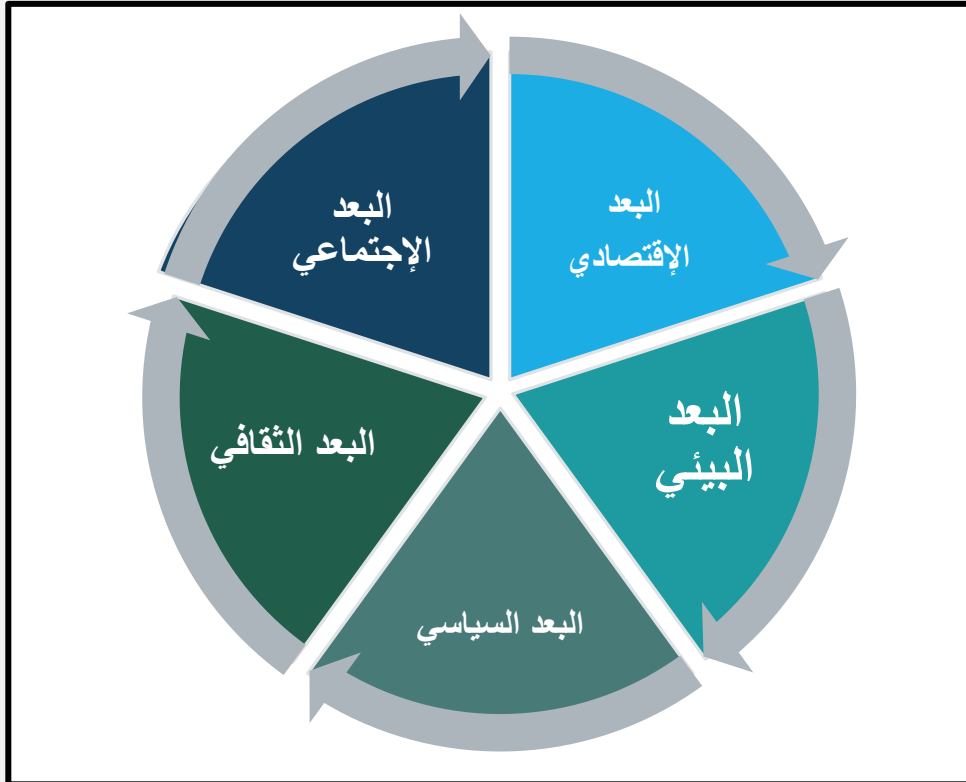 البعد
الإقتصادي
البعد
البيئي
البعد السياسي
البعد الثقافي
البعد
الإجتماعي